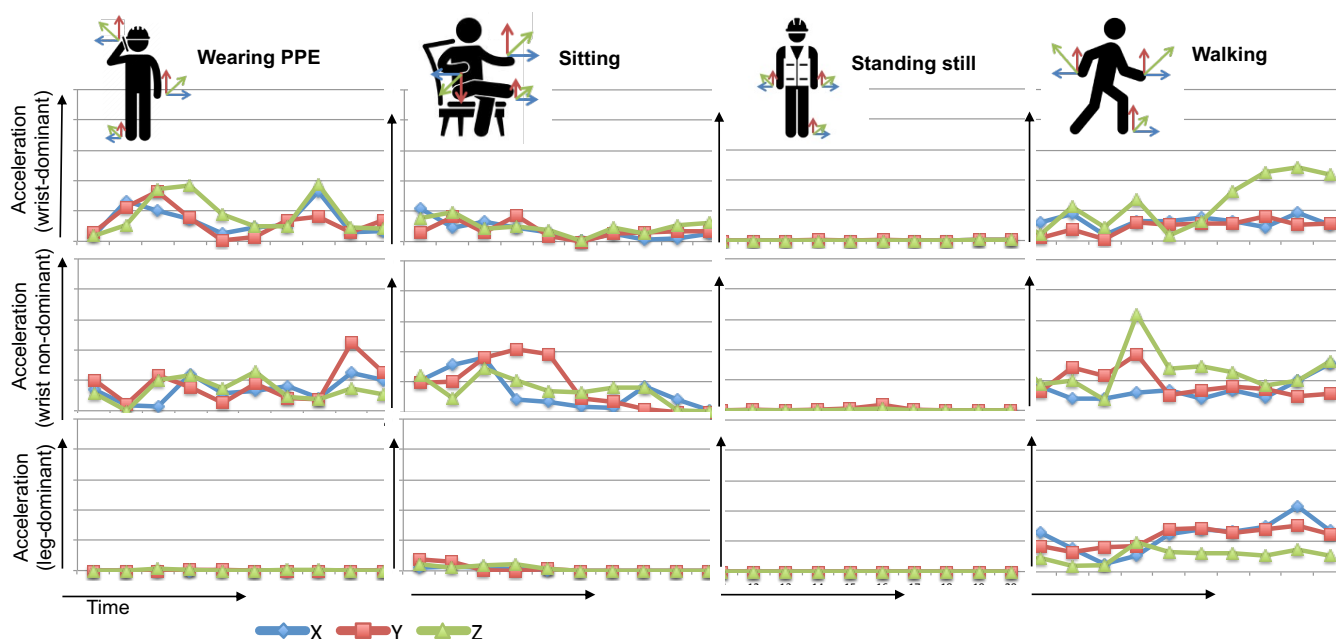 Wearing PPE
Sitting
Standing still
Walking
Acceleration
(wrist-dominant)
Acceleration
(wrist non-dominant)
Acceleration
(leg-dominant)
Time
X Y Z